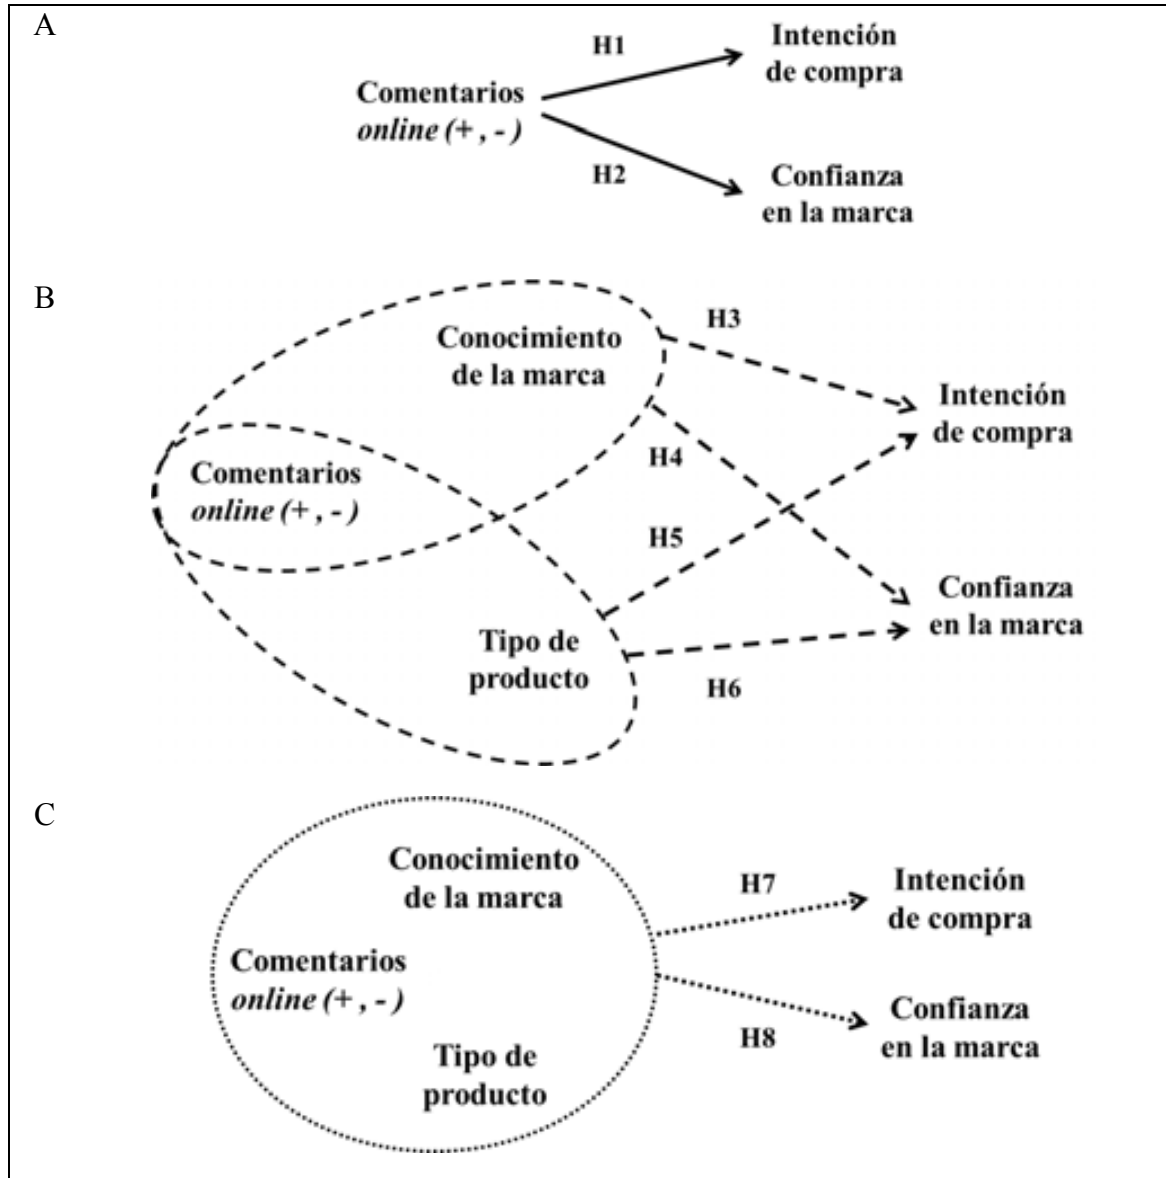 A
H1
Intención
de compra
Comentarios
online (+ , - )
H2
Confianza
en la marca
B
Conocimiento
de la marca
H3
Intención
de compra
Comentarios
online (+ , - )
H4
H5
Confianza
en la marca
Tipo de
producto
H6
C
Conocimiento
de la marca
H7
Intención
de compra
Comentarios
online (+ , - )
Confianza
en la marca
H8
Tipo de
producto